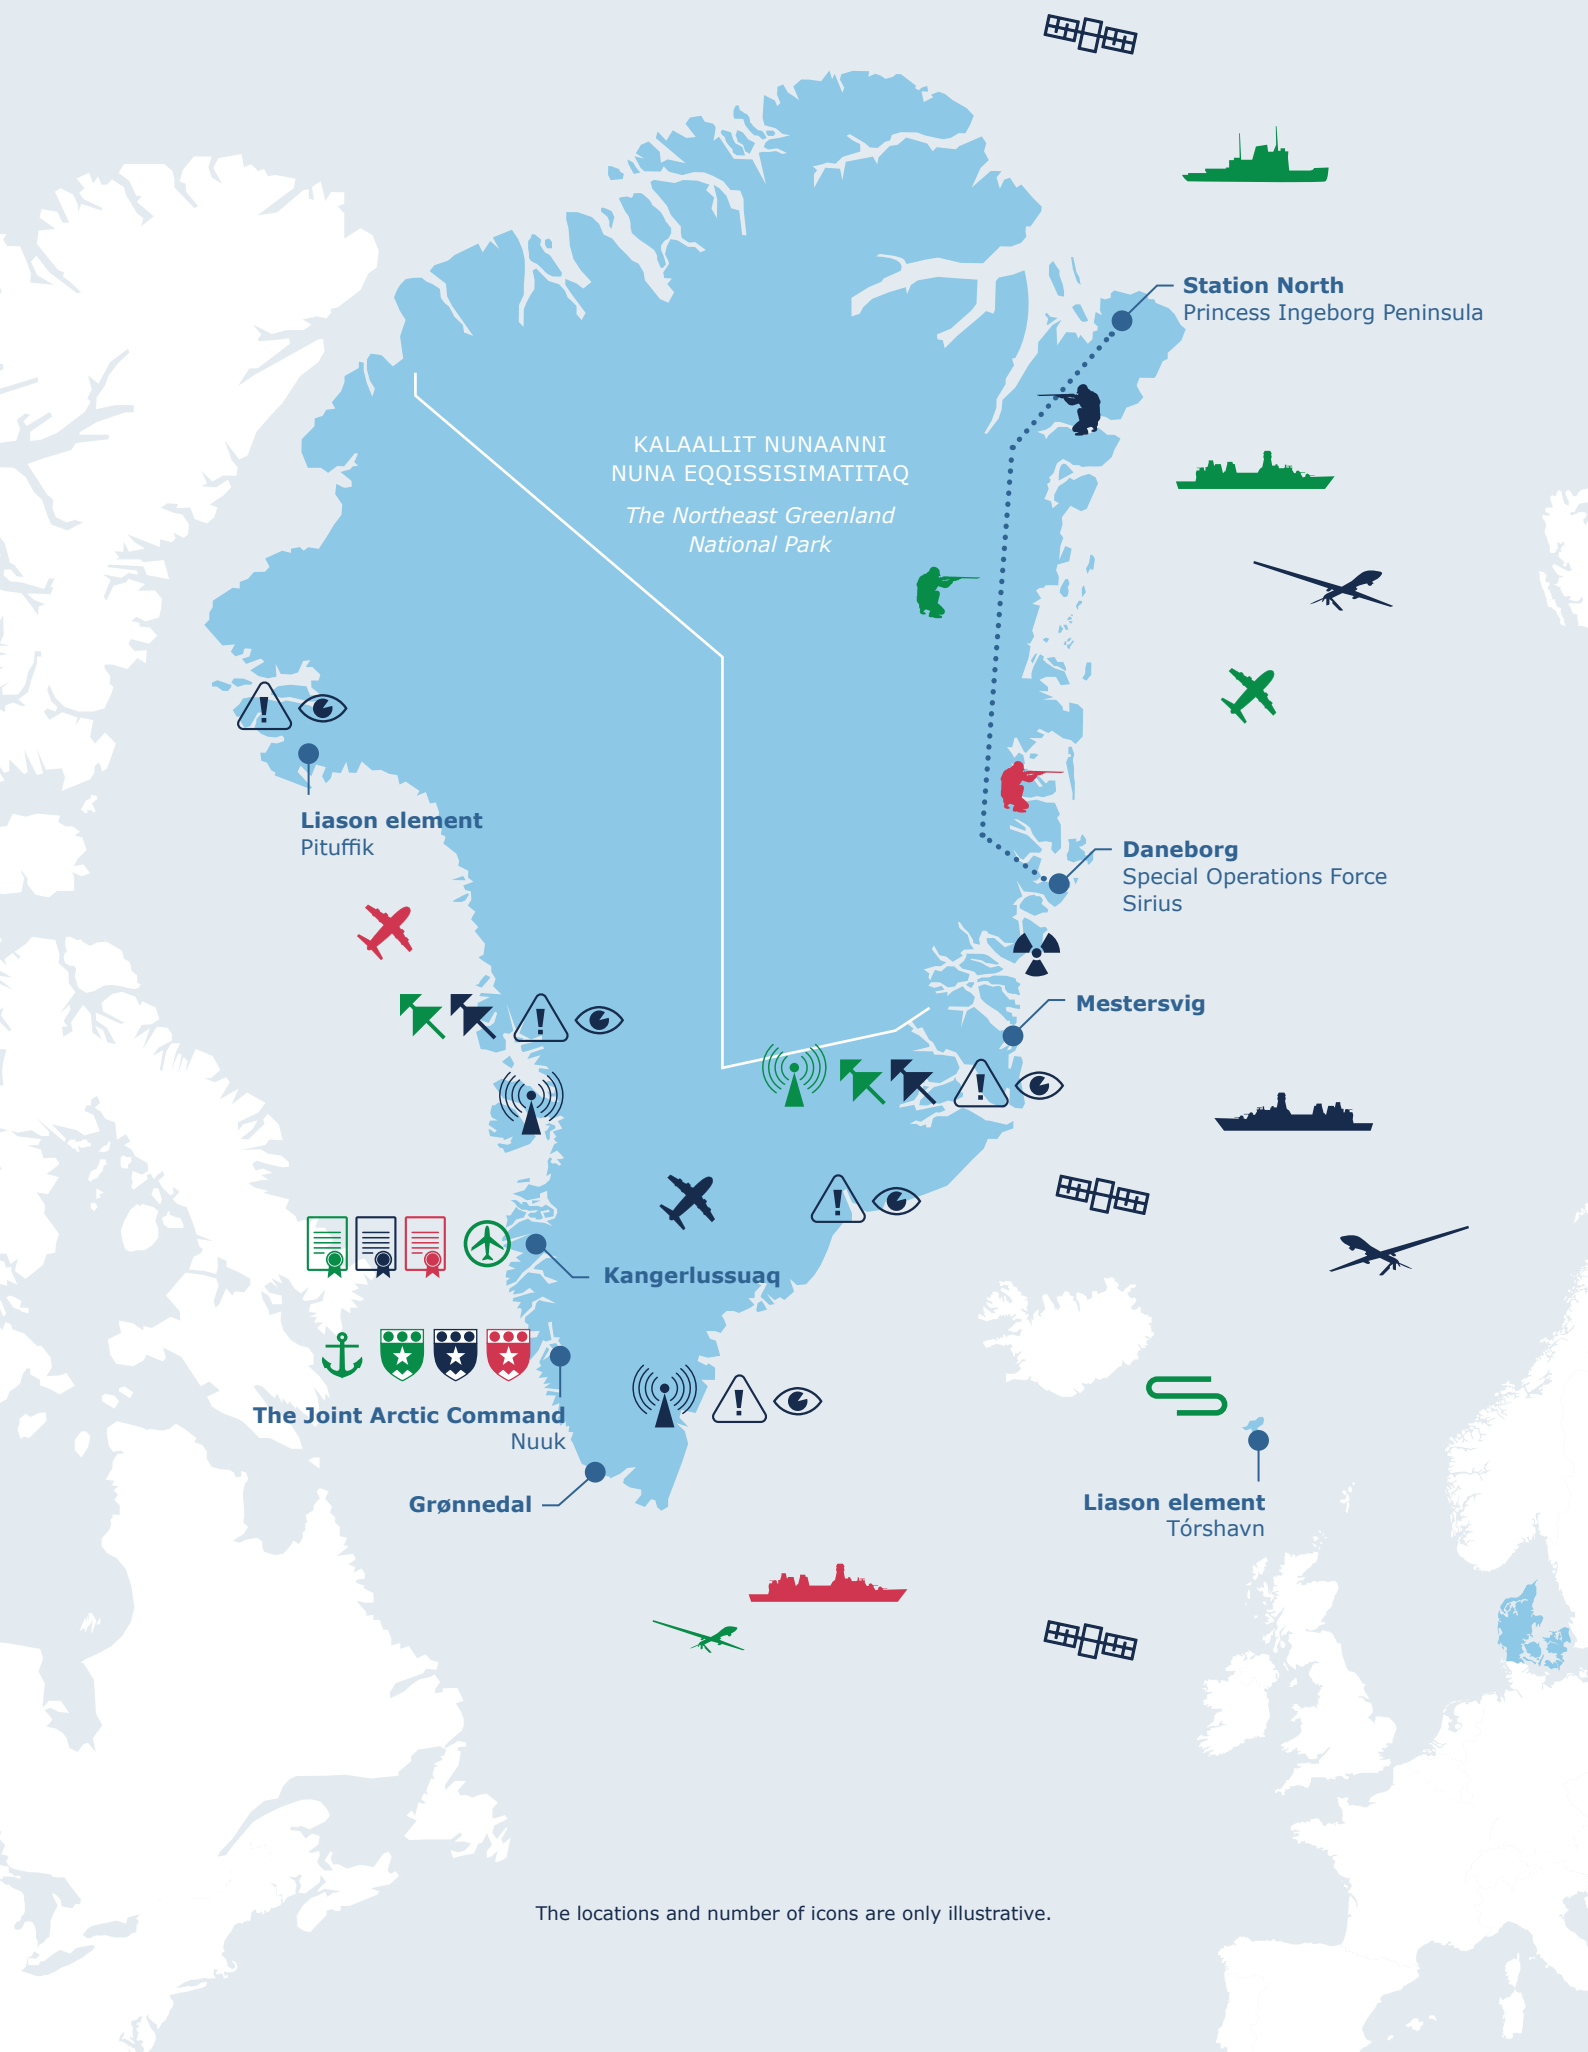 Station North
Princess Ingeborg Peninsula
KALAALLIT NUNAANNI
NUNA EQQISSISIMATITAQ
The Northeast Greenland
National Park
Liason element
Pituffik
Daneborg
Special Operations Force
Sirius
Mestersvig
Kangerlussuaq
The Joint Arctic Command
Nuuk
Grønnedal
Liason element
Tórshavn
The locations and number of icons are only illustrative.